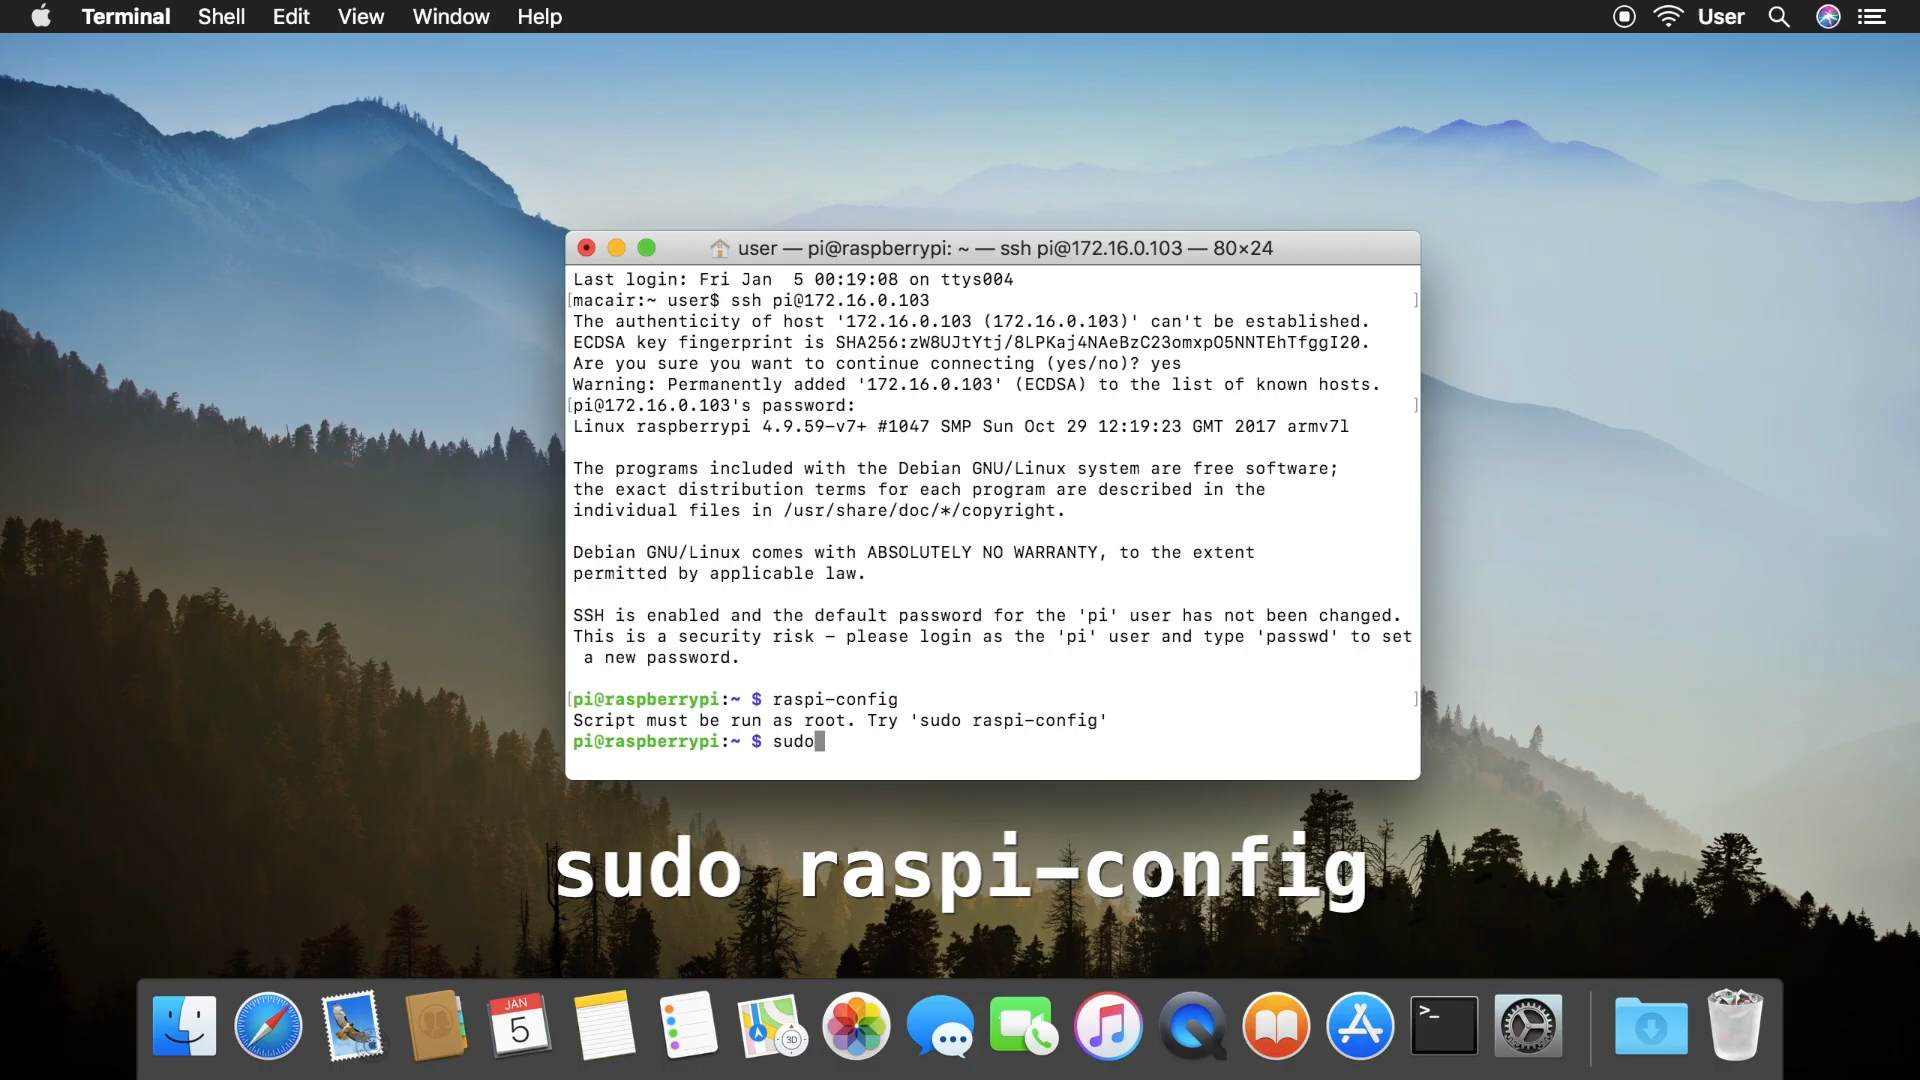 Terminal Shell Edit View Window Help User
user — pi@raspberrypi: ~ — ssh pi@172.16.0.103 — 80×24
Last login: Fri Jan  5 00:19:08 on ttys004
[macair:~ user$ ssh pi@172.16.0.103 ]
The authenticity of host '172.16.0.103 (172.16.0.103)' can't be established.
ECDSA key fingerprint is SHA256:zW8UJtYtj/8LPKaj4NAeBzC23omxpO5NNTEhTfggI20.
Are you sure you want to continue connecting (yes/no)? yes
Warning: Permanently added '172.16.0.103' (ECDSA) to the list of known hosts.
[pi@172.16.0.103's password: ]
Linux raspberrypi 4.9.59-v7+ #1047 SMP Sun Oct 29 12:19:23 GMT 2017 armv7l
The programs included with the Debian GNU/Linux system are free software;
the exact distribution terms for each program are described in the
individual files in /usr/share/doc/*/copyright.
Debian GNU/Linux comes with ABSOLUTELY NO WARRANTY, to the extent
permitted by applicable law.
SSH is enabled and the default password for the 'pi' user has not been changed.
This is a security risk - please login as the 'pi' user and type 'passwd' to set
 a new password.
[pi@raspberrypi:~ $ raspi-config ]
Script must be run as root. Try 'sudo raspi-config'
pi@raspberrypi:~ $ sudo
sudo raspi-config
JAN
5
3D
>_